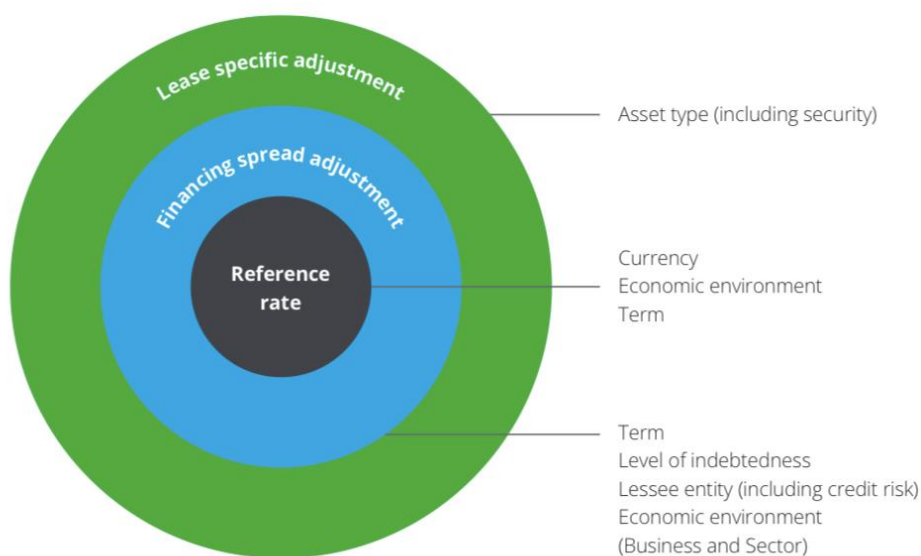 Lease specific adjustment
Asset type (including security)
Financing spread adjustment
Reference
rate
Currency
Economic environment
Term
Term
Level of indebtedness
Lessee entity (including credit risk)
Economic environment
(Business and Sector)